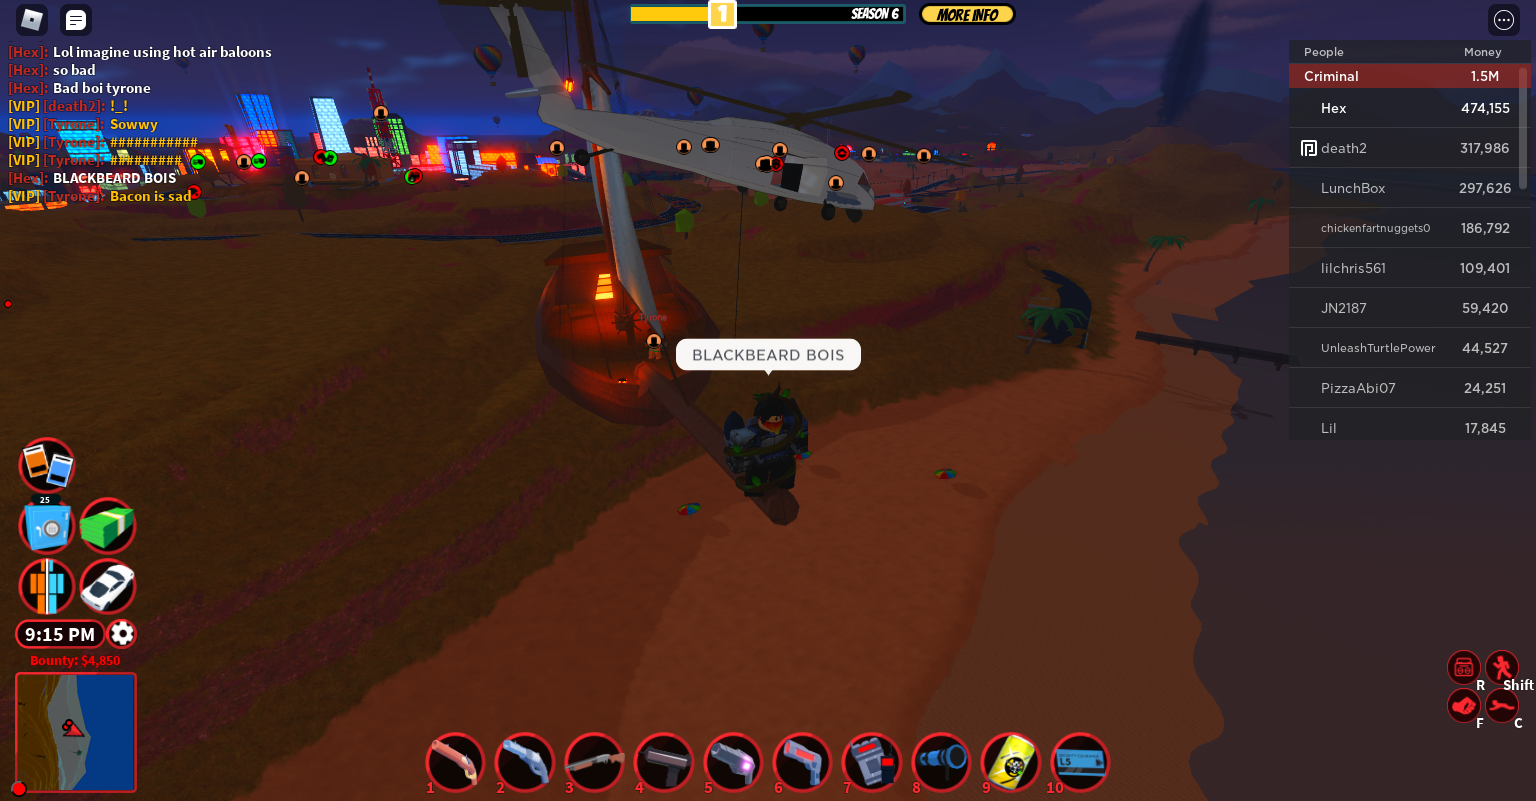 1
SEASON 6
MORE INFO
[Hex]: Lol imagine using hot air baloons
[Hex]: so bad
[Hex]: Bad boi tyrone
[VIP] [death2]: !_!
[VIP] [Tyrone]: Sowwy
[VIP] [Tyrone]: ##########
[VIP] [Tyrone]: #########
[Hex]: BLACKBEARD BOIS
[VIP] [Tyrone]: Bacon is sad
People Money
Criminal 1.5M
Hex 474,155
death2 317,986
LunchBox 297,626
chickenfartnuggets0 186,792
lilchris561 109,401
JN2187 59,420
UnleashTurtlePower 44,527
PizzaAbi07 24,251
Lil 17,845
Tyrone
BLACKBEARD BOIS
25
9:15 PM
Bounty: $4,850
R Shift
F C
1 2 3 4 5 6 7 8 9 10
L5